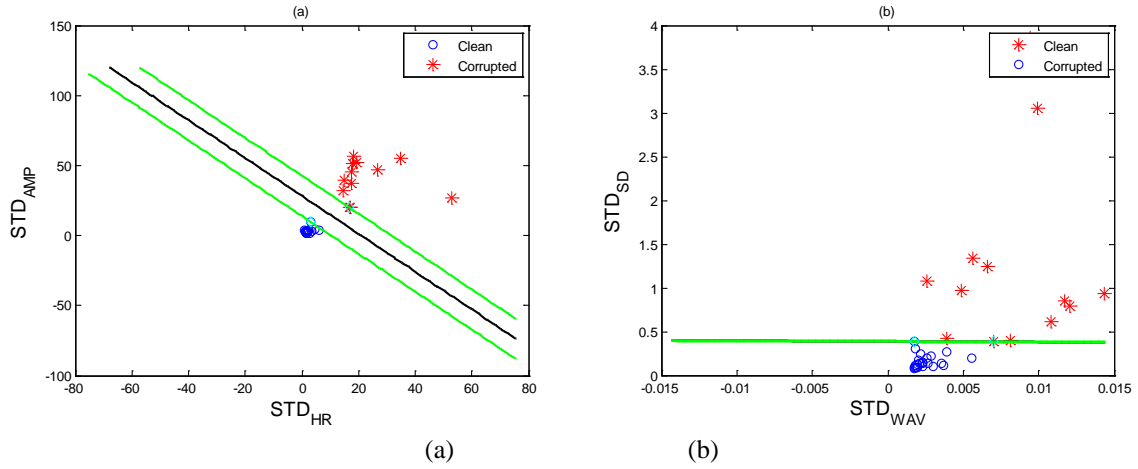 (a)
150
100
50
0
-50
-100
-80
-60
-40
-20
0
20
40
60
80
STD_AMP
STD_HR
Clean
Corrupted
(b)
4
3.5
3
2.5
2
1.5
1
0.5
0
-0.015
-0.01
-0.005
0
0.005
0.01
0.015
STD_SD
STD_WAV
Clean
Corrupted
(a)
(b)